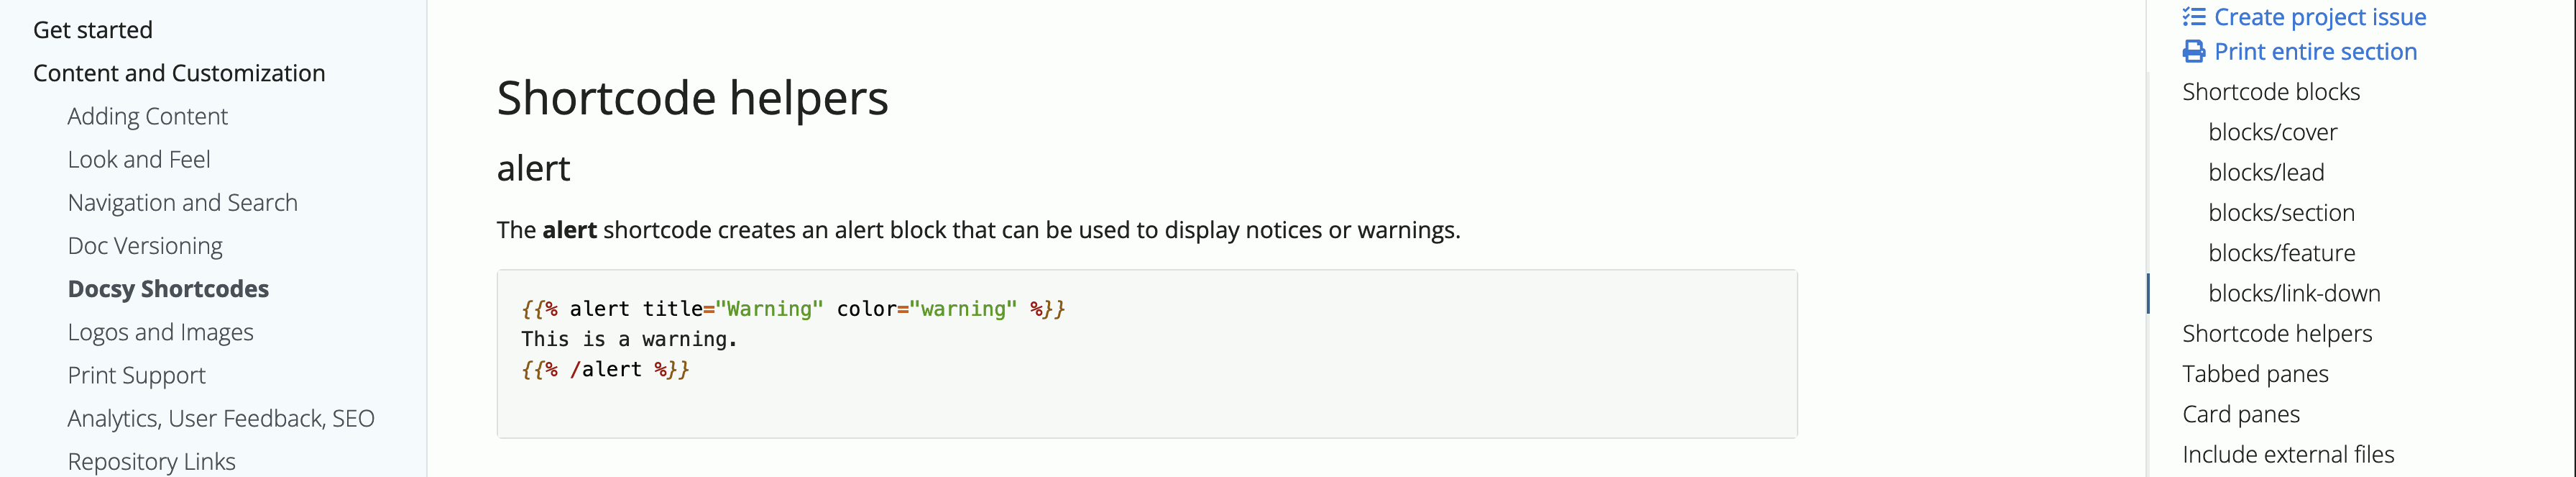 Get started
Content and Customization
Adding Content
Look and Feel
Navigation and Search
Doc Versioning
Docsy Shortcodes
Logos and Images
Print Support
Analytics, User Feedback, SEO
Repository Links
Shortcode helpers
alert
The alert shortcode creates an alert block that can be used to display notices or warnings.
{{% alert title="Warning" color="warning" %}}
This is a warning.
{{% /alert %}}
Create project issue
Print entire section
Shortcode blocks
blocks/cover
blocks/lead
blocks/section
blocks/feature
blocks/link-down
Shortcode helpers
Tabbed panes
Card panes
Include external files